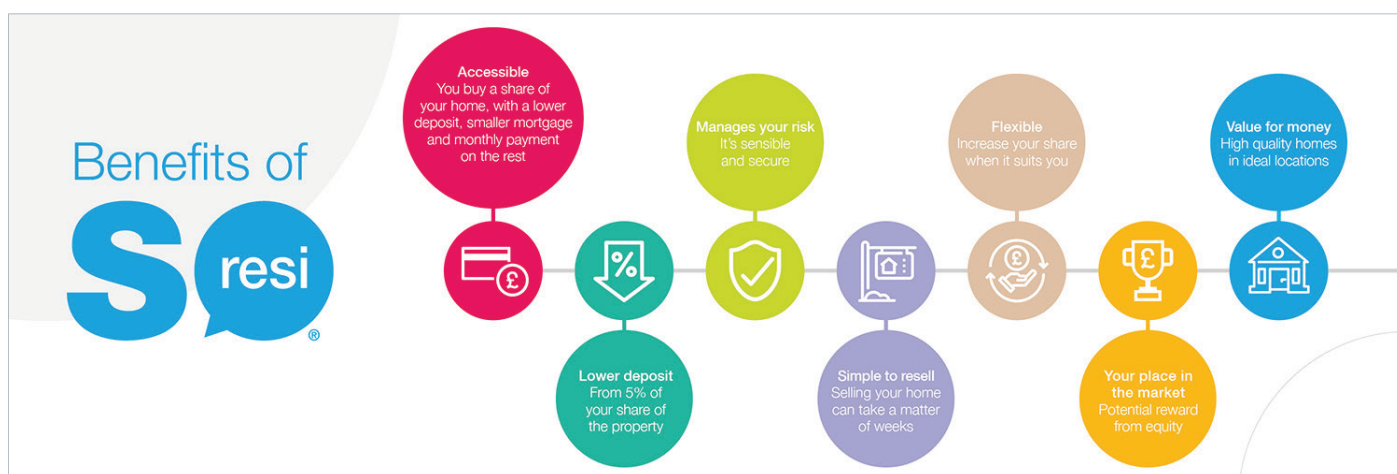 Benefits of
SO resi
®
Accessible
You buy a share of
your home, with a lower
deposit, smaller mortgage
and monthly payment
on the rest
£
%
Lower deposit
From 5% of
your share of
the property
Manages your risk
It's sensible
and secure
Simple to resell
Selling your home
can take a matter
of weeks
Flexible
Increase your share
when it suits you
£
£
Your place in
the market
Potential reward
from equity
Value for money
High quality homes
in ideal locations